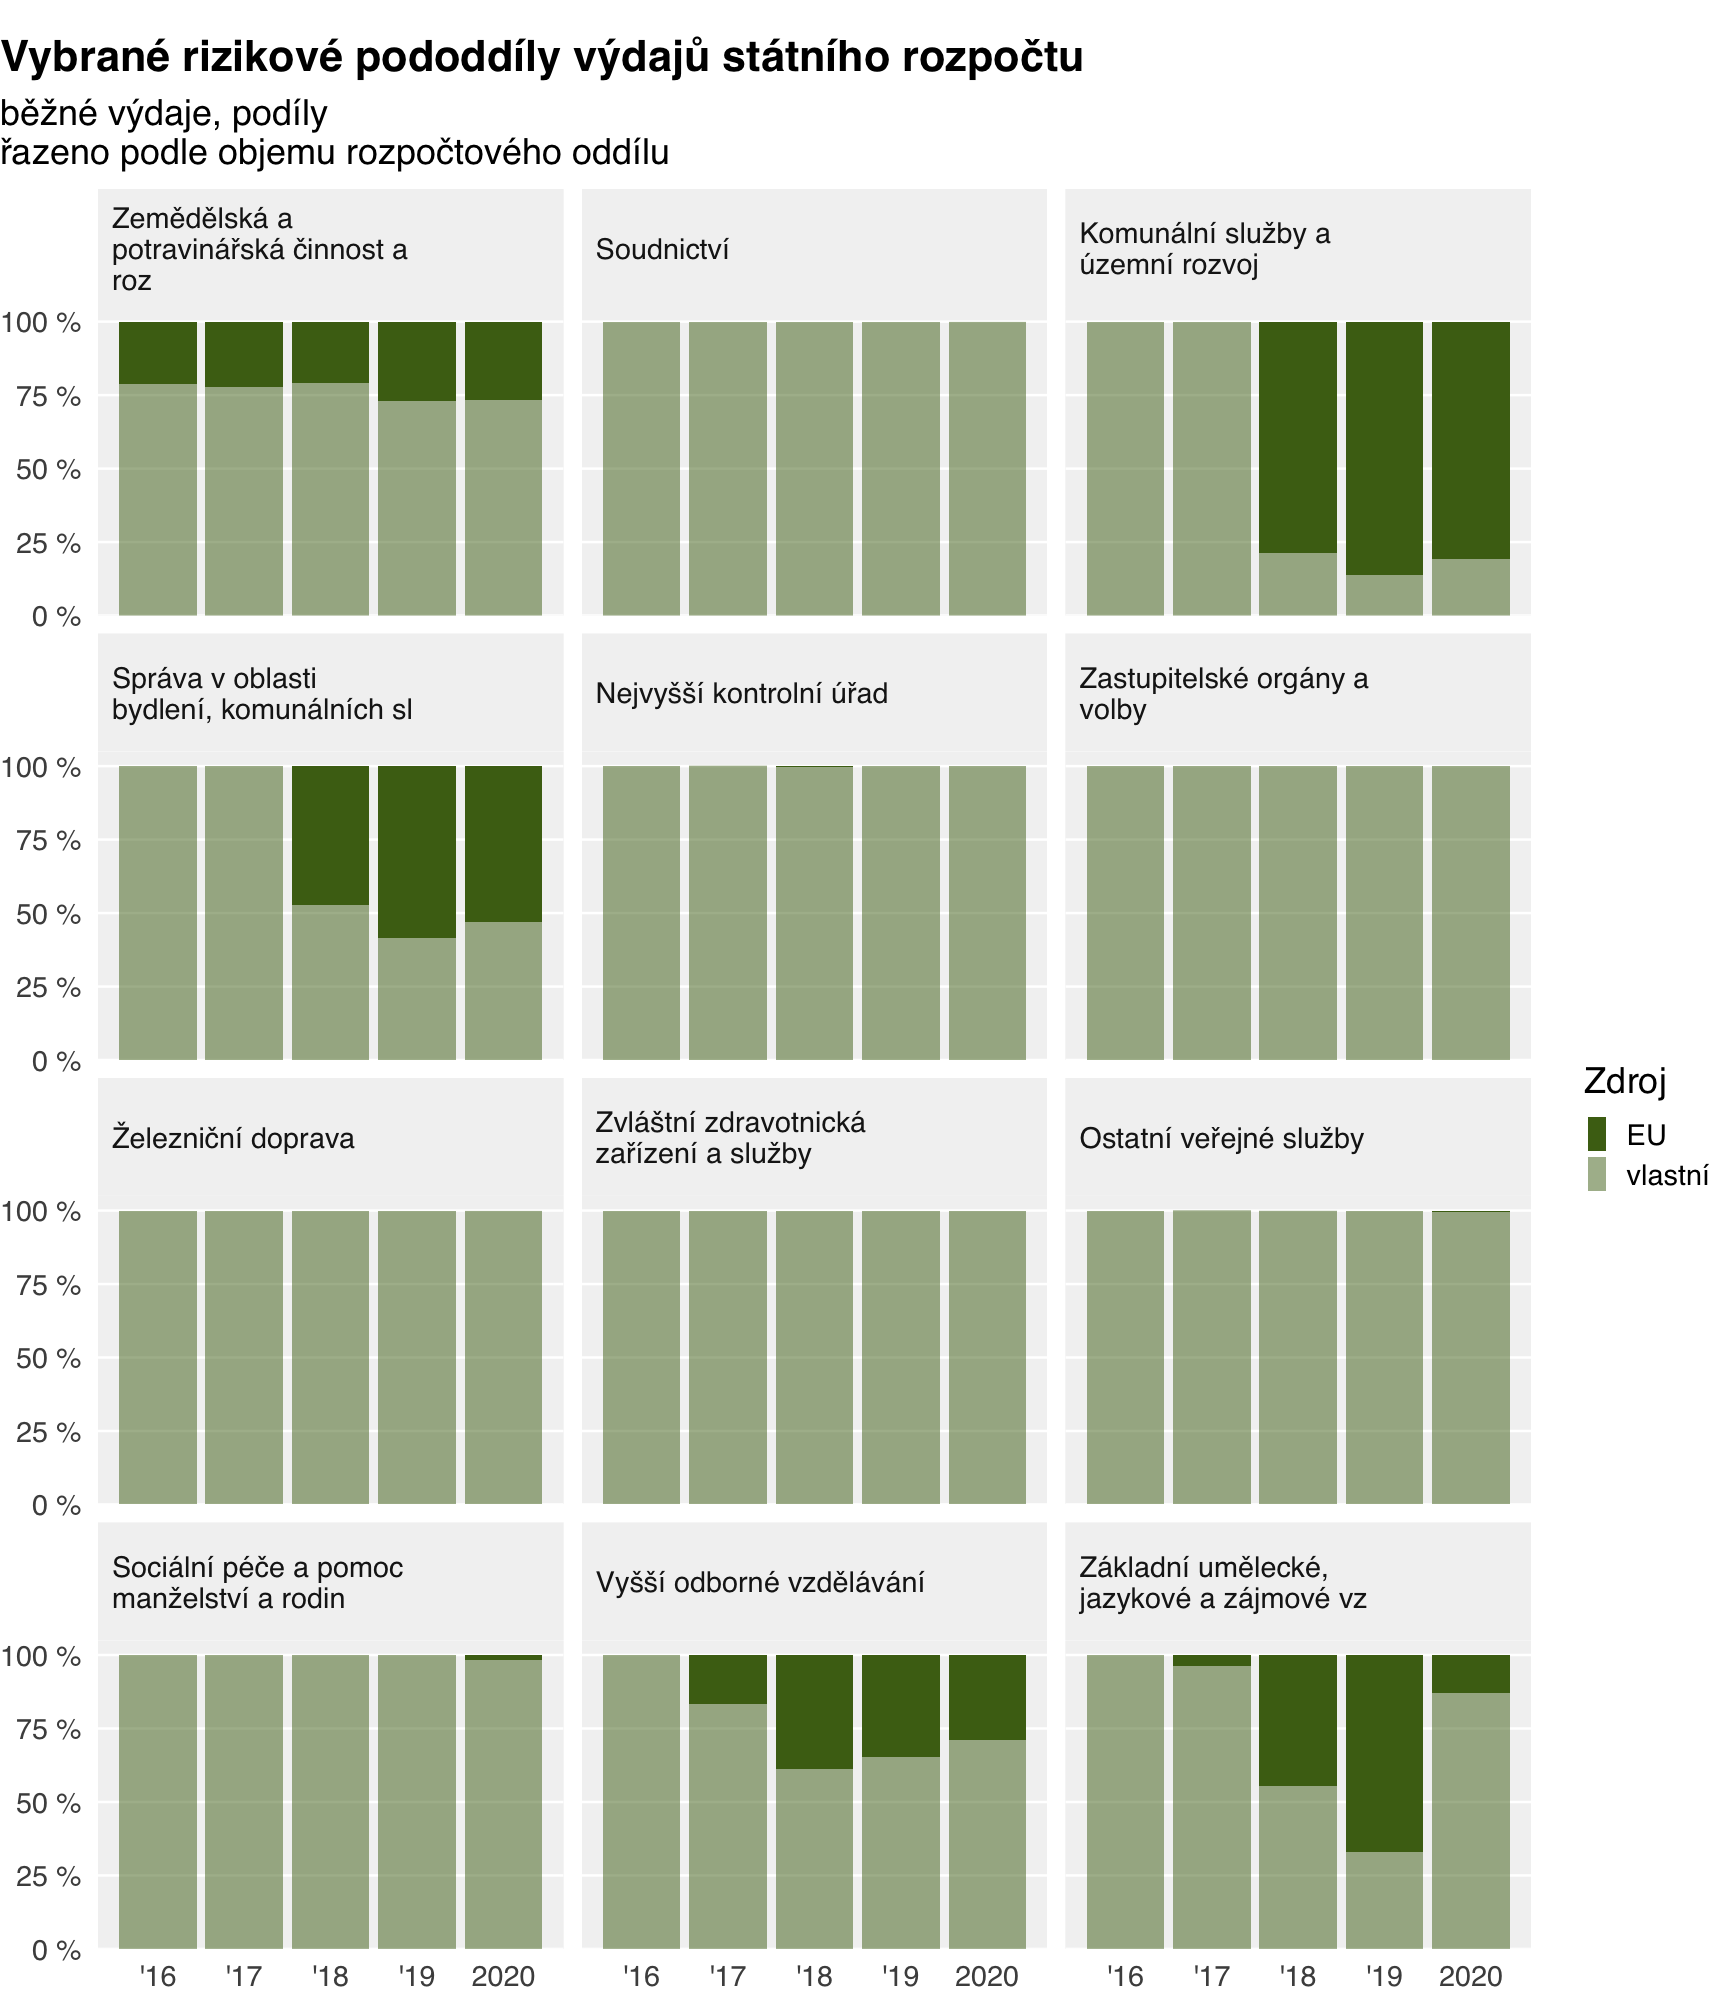 Vybrané rizikové pododdíly výdajů státního rozpočtu
běžné výdaje, podíly
řazeno podle objemu rozpočtového oddílu
Zemědělská a
potravinářská činnost a
roz
Soudnictví
Komunální služby a
územní rozvoj
100 %
75 %
50 %
25 %
0 %
Správa v oblasti
bydlení, komunálních sl
Nejvyšší kontrolní úřad
Zastupitelské orgány a
volby
100 %
75 %
50 %
25 %
0 %
Železniční doprava
Zvláštní zdravotnická
zařízení a služby
Ostatní veřejné služby
100 %
75 %
50 %
25 %
0 %
Sociální péče a pomoc
manželství a rodin
Vyšší odborné vzdělávání
Základní umělecké,
jazykové a zájmové vz
100 %
75 %
50 %
25 %
0 %
'16 '17 '18 '19 2020
'16 '17 '18 '19 2020
'16 '17 '18 '19 2020
Zdroj
EU
vlastní